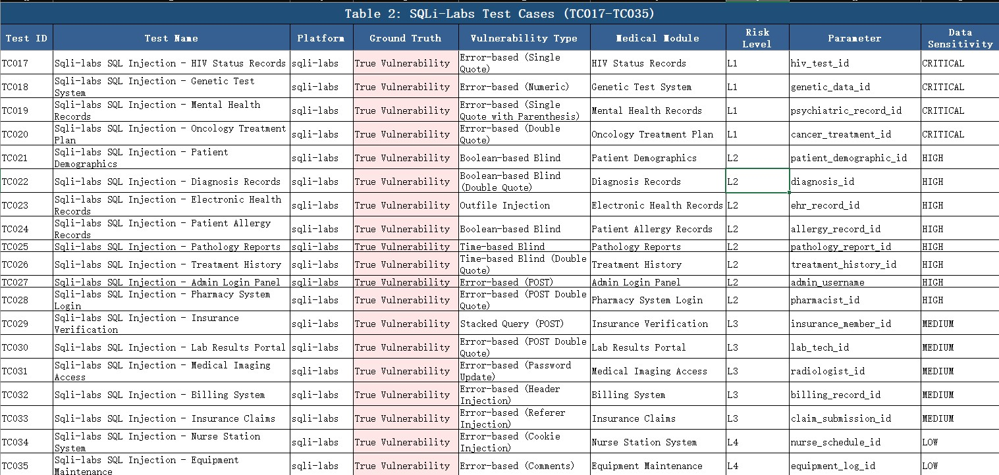 Table 2: SQLi-Labs Test Cases (TC017-TC035)
Test ID Test Name Platform Ground Truth Vulnerability Type Medical Module Risk Level Parameter Data Sensitivity
TC017 Sqli-labs SQL Injection - HIV Status Records sqli-labs True Vulnerability Error-based (Single Quote) HIV Status Records L1 hiv_test_id CRITICAL
TC018 Sqli-labs SQL Injection - Genetic Test System sqli-labs True Vulnerability Error-based (Numeric) Genetic Test System L1 genetic_data_id CRITICAL
TC019 Sqli-labs SQL Injection - Mental Health Records sqli-labs True Vulnerability Error-based (Single Quote with Parenthesis) Mental Health Records L1 psychiatric_record_id CRITICAL
TC020 Sqli-labs SQL Injection - Oncology Treatment Plan sqli-labs True Vulnerability Error-based (Double Quote) Oncology Treatment Plan L1 cancer_treatment_id CRITICAL
TC021 Sqli-labs SQL Injection - Patient Demographics sqli-labs True Vulnerability Boolean-based Blind Patient Demographics L2 patient_demographic_id HIGH
TC022 Sqli-labs SQL Injection - Diagnosis Records sqli-labs True Vulnerability Boolean-based Blind (Double Quote) Diagnosis Records L2 diagnosis_id HIGH
TC023 Sqli-labs SQL Injection - Electronic Health Records sqli-labs True Vulnerability Outfile Injection Electronic Health Records L2 ehr_record_id HIGH
TC024 Sqli-labs SQL Injection - Patient Allergy Records sqli-labs True Vulnerability Boolean-based Blind Patient Allergy Records L2 allergy_record_id HIGH
TC025 Sqli-labs SQL Injection - Pathology Reports sqli-labs True Vulnerability Time-based Blind Pathology Reports L2 pathology_report_id HIGH
TC026 Sqli-labs SQL Injection - Treatment History sqli-labs True Vulnerability Time-based Blind (Double Quote) Treatment History L2 treatment_history_id HIGH
TC027 Sqli-labs SQL Injection - Admin Login Panel sqli-labs True Vulnerability Error-based (POST) Admin Login Panel L2 admin_username HIGH
TC028 Sqli-labs SQL Injection - Pharmacy System Login sqli-labs True Vulnerability Error-based (POST Double Quote) Pharmacy System Login L2 pharmacist_id HIGH
TC029 Sqli-labs SQL Injection - Insurance Verification sqli-labs True Vulnerability Stacked Query (POST) Insurance Verification L3 insurance_member_id MEDIUM
TC030 Sqli-labs SQL Injection - Lab Results Portal sqli-labs True Vulnerability Error-based (POST Double Quote) Lab Results Portal L3 lab_tech_id MEDIUM
TC031 Sqli-labs SQL Injection - Medical Imaging Access sqli-labs True Vulnerability Error-based (Password Update) Medical Imaging Access L3 radiologist_id MEDIUM
TC032 Sqli-labs SQL Injection - Billing System sqli-labs True Vulnerability Error-based (Header Injection) Billing System L3 billing_record_id MEDIUM
TC033 Sqli-labs SQL Injection - Insurance Claims sqli-labs True Vulnerability Error-based (Referer Injection) Insurance Claims L3 claim_submission_id MEDIUM
TC034 Sqli-labs SQL Injection - Nurse Station System sqli-labs True Vulnerability Error-based (Cookie Injection) Nurse Station System L4 nurse_schedule_id LOW
TC035 Sqli-labs SQL Injection - Equipment Maintenance sqli-labs True Vulnerability Error-based (Comments) Equipment Maintenance L4 equipment_log_id LOW